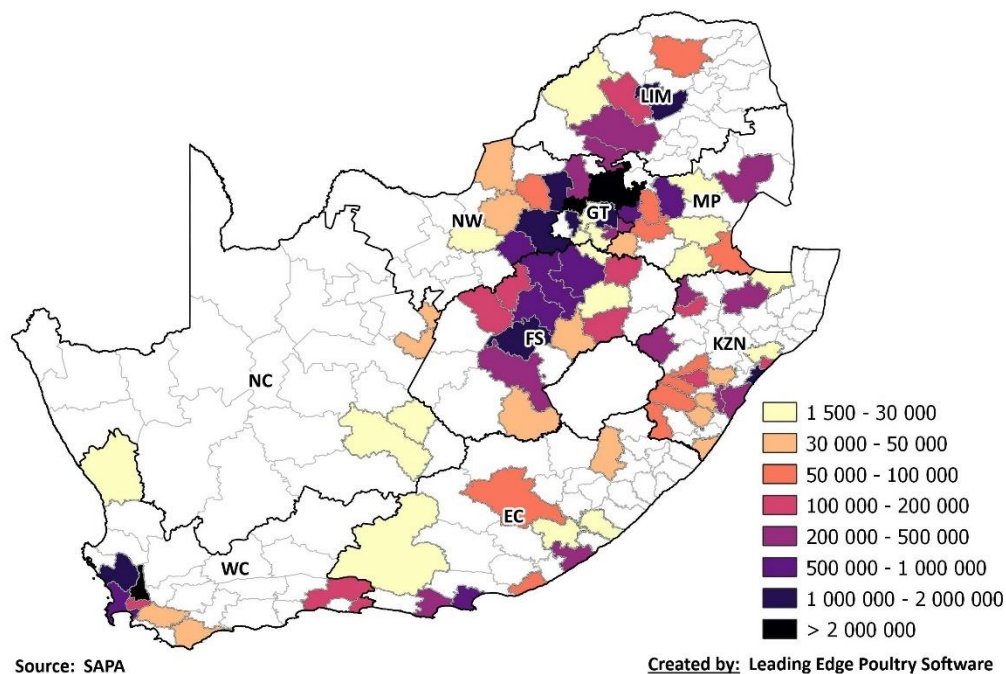 LIM
MP
NW
GT
FS
KZN
NC
EC
WC
1 500 - 30 000
30 000 - 50 000
50 000 - 100 000
100 000 - 200 000
200 000 - 500 000
500 000 - 1 000 000
1 000 000 - 2 000 000
> 2 000 000
Source: SAPA
Created by: Leading Edge Poultry Software